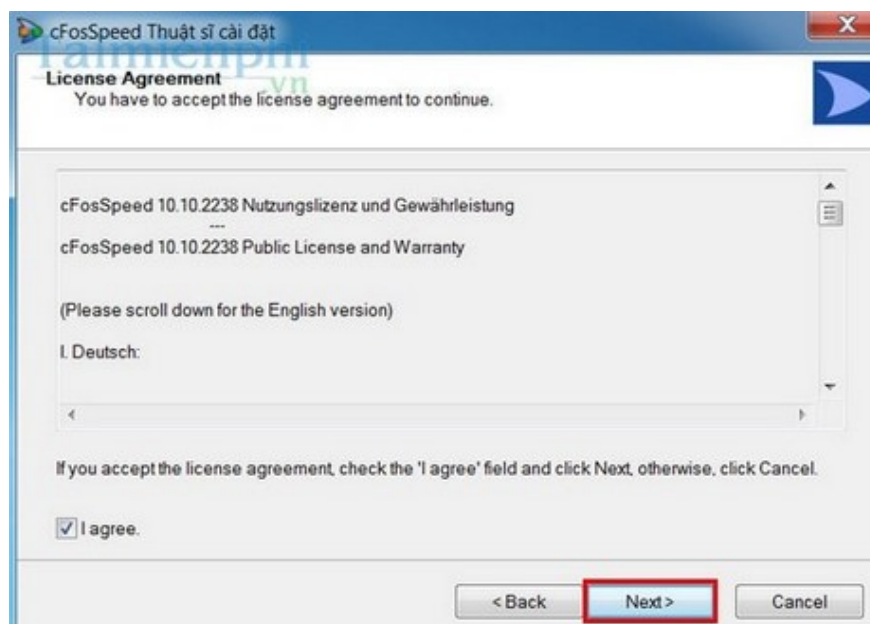 cFosSpeed Thuật sĩ cài đặt
Taimienphi
.vn
License Agreement
You have to accept the license agreement to continue.
cFosSpeed 10.10.2238 Nutzungslizenz und Gewährleistung
---
cFosSpeed 10.10.2238 Public License and Warranty
(Please scroll down for the English version)
I. Deutsch:
If you accept the license agreement, check the 'I agree' field and click Next, otherwise, click Cancel.
I agree.
< Back
Next >
Cancel